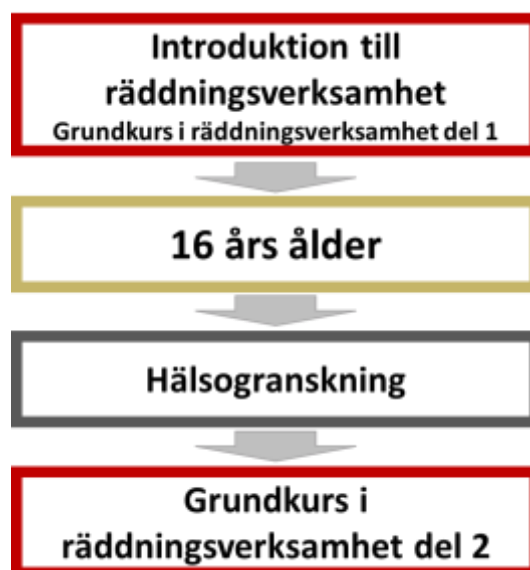 Introduktion till
räddningsverksamhet
Grundkurs i räddningsverksamhet del 1
16 års ålder
Hälsogranskning
Grundkurs i
räddningsverksamhet del 2